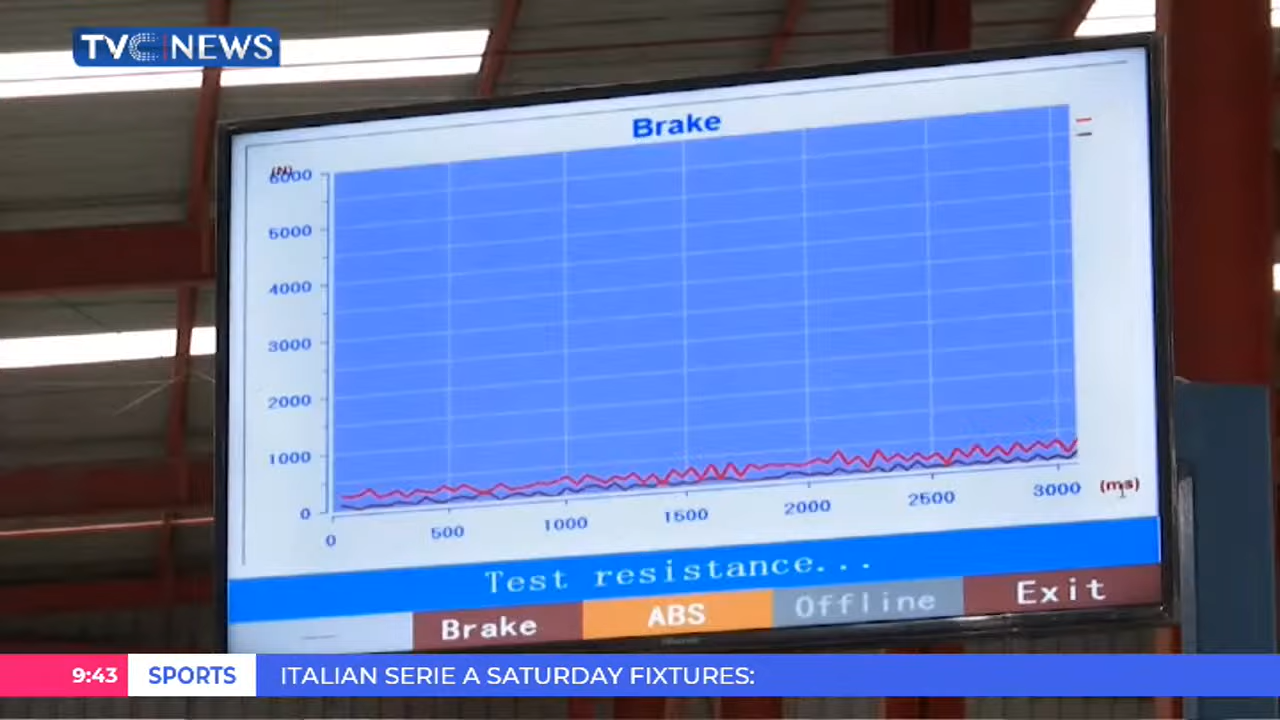 TVC NEWS
Brake
(N)
6000
5000
4000
3000
2000
1000
0
0 500 1000 1500 2000 2500 3000 (ms)
Test resistance...
Brake ABS Offline Exit
9:43 SPORTS ITALIAN SERIE A SATURDAY FIXTURES: